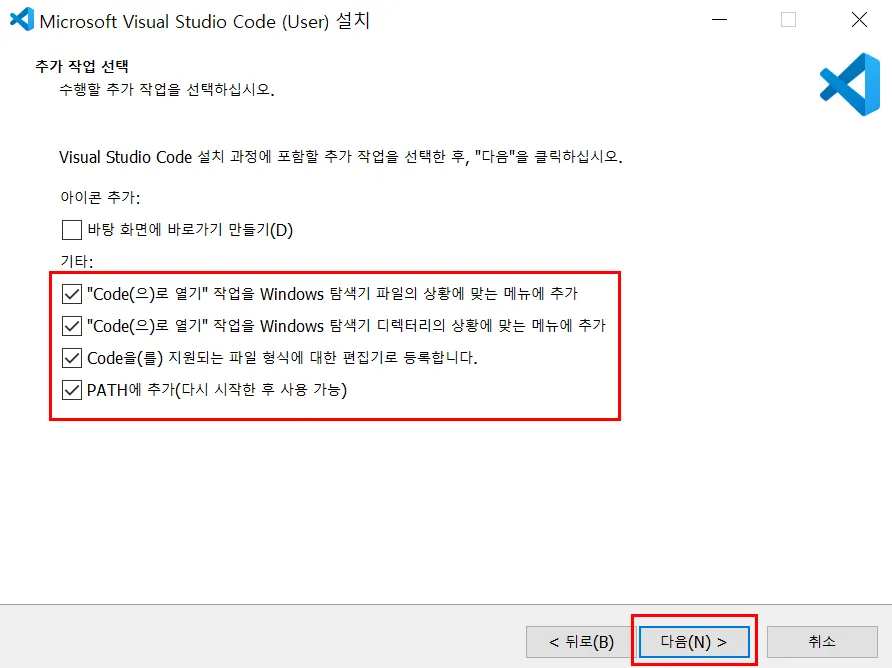 Microsoft Visual Studio Code (User) 설치
추가 작업 선택
수행할 추가 작업을 선택하십시오.
Visual Studio Code 설치 과정에 포함할 추가 작업을 선택한 후, "다음"을 클릭하십시오.
아이콘 추가:
바탕 화면에 바로가기 만들기(D)
기타:
"Code(으)로 열기" 작업을 Windows 탐색기 파일의 상황에 맞는 메뉴에 추가
"Code(으)로 열기" 작업을 Windows 탐색기 디렉터리의 상황에 맞는 메뉴에 추가
Code을(를) 지원되는 파일 형식에 대한 편집기로 등록합니다.
PATH에 추가(다시 시작한 후 사용 가능)
< 뒤로(B) 다음(N) > 취소